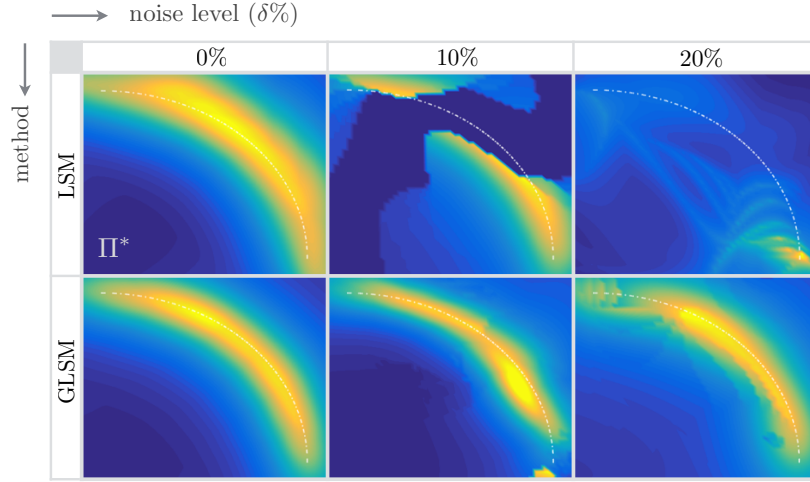 noise level (δ%)
method
0% 10% 20%
LSM
Π*
GLSM